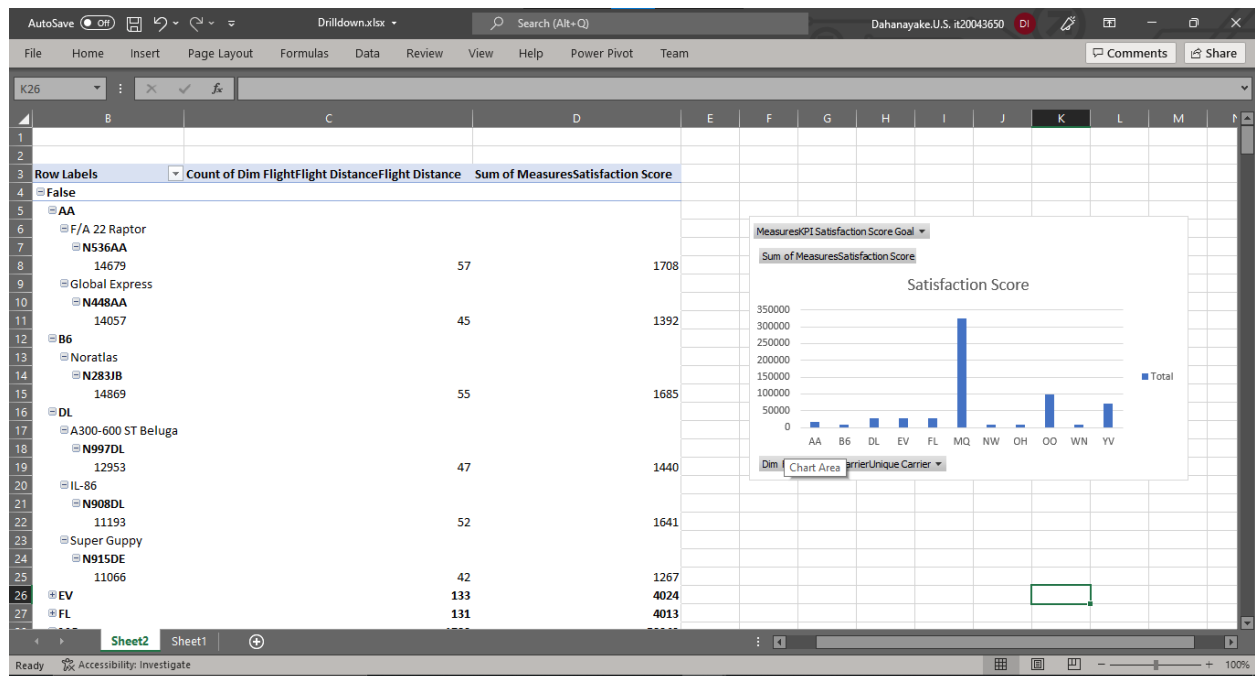 AutoSave Off Drilldown.xlsx Search (Alt+Q) Dahanayake.U.S. it20043650 DI
File Home Insert Page Layout Formulas Data Review View Help Power Pivot Team Comments Share
K26 fx
B C D E F G H I J K L M
1
2
3 Row Labels Count of Dim FlightFlight DistanceFlight Distance Sum of MeasuresSatisfaction Score
4 False
5 AA
6 F/A 22 Raptor
7 N536AA
8 14679 57 1708
9 Global Express
10 N448AA
11 14057 45 1392
12 B6
13 Noratlas
14 N283JB
15 14869 55 1685
16 DL
17 A300-600 ST Beluga
18 N997DL
19 12953 47 1440
20 IL-86
21 N908DL
22 11193 52 1641
23 Super Guppy
24 N915DE
25 11066 42 1267
26 EV 133 4024
27 FL 131 4013
MeasuresKPI Satisfaction Score Goal
Sum of MeasuresSatisfaction Score
Satisfaction Score
350000
300000
250000
200000
150000
100000
50000
0
AA B6 DL EV FL MQ NW OH OO WN YV
Total
Dim Chart Area arrierUnique Carrier
Sheet2 Sheet1
Ready Accessibility: Investigate 100%